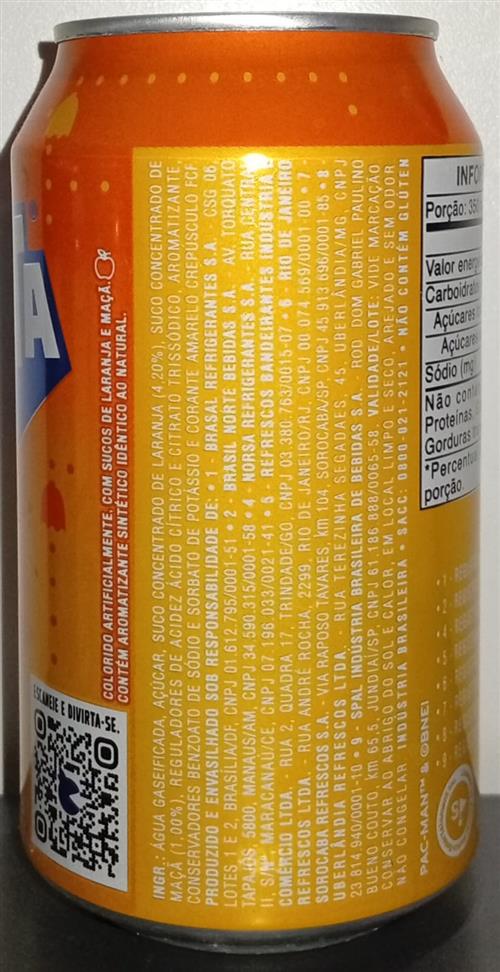 TA
COLORIDO ARTIFICIALMENTE. COM SUCOS DE LARANJA E MAÇÃ.
CONTÉM AROMATIZANTE SINTÉTICO IDÊNTICO AO NATURAL.
ESCANEIE E DIVIRTA-SE.
INGR.: ÁGUA GASEIFICADA, AÇÚCAR, SUCO CONCENTRADO DE LARANJA (4,20%), SUCO CONCENTRADO DE
MAÇÃ (1,00%), REGULADORES DE ACIDEZ ÁCIDO CÍTRICO E CITRATO TRISSÓDICO, AROMATIZANTE,
CONSERVADORES BENZOATO DE SÓDIO E SORBATO DE POTÁSSIO E CORANTE AMARELO CREPÚSCULO FCF
PRODUZIDO E ENVASILHADO SOB RESPONSABILIDADE DE: • 1 - BRASAL REFRIGERANTES S.A. - CSG 06
LOTES 1 E 2, BRASÍLIA/DF, CNPJ 01.612.795/0001-51 • 2 - BRASIL NORTE BEBIDAS S.A. - AV. TORQUATO
TAPAJÓS, MANAUS/AM, CNPJ 34.590.315/0001-58 • 4 - NORSA REFRIGERANTES S.A. - RUA
II, S/Nº, MARACANAÚ/CE, CNPJ 07.196.033/0021-41 • 5 - REFRESCOS BANDEIRANTES INDÚSTRIA
COMÉRCIO LTDA. - RUA 2, QUADRA 17, TRINDADE/GO, CNPJ 03.380.763/0015-07 • 6 - RIO DE JANEIRO
REFRESCOS LTDA. - RUA ANDRÉ ROCHA, 2299, RIO DE JANEIRO/RJ, CNPJ 00.074.569/0001-00 • 7
SOROCABA REFRESCOS S.A. - VIA RAPOSO TAVARES, km 104, SOROCABA/SP, CNPJ 45.913.696/000 85 • 8
UBERLÂNDIA REFRESCOS LTDA. - RUA TEREZINHA SEGADAES, 45, UBERLÂNDIA/MG, CNPJ
23.814.940/0001-10 • 9 - SPAL INDÚSTRIA BRASILEIRA DE BEBIDAS S.A. - ROD. DOM GABRIEL PAULINO
BUENO COUTO, km 65,5, JUNDIAÍ/SP, CNPJ 61.186.888/0065-58. VALIDADE/LOTE: VIDE MARCAÇÃO
CONSERVAR AO ABRIGO DO SOL E CALOR, EM LOCAL LIMPO E SECO, AREJADO E SEM ODOR
NÃO CONGELAR. INDÚSTRIA BRASILEIRA • SACC: 0800-021-2121 • NÃO CONTÉM GLÚTEN
PAC-MAN™ & ©BNEI
INFO
Porção: 350
Valor energ
Carboidrato
Açúcares
Açúcares
Sódio (mg
Não cont
Proteínas,
Gorduras
*Percentu
porção.